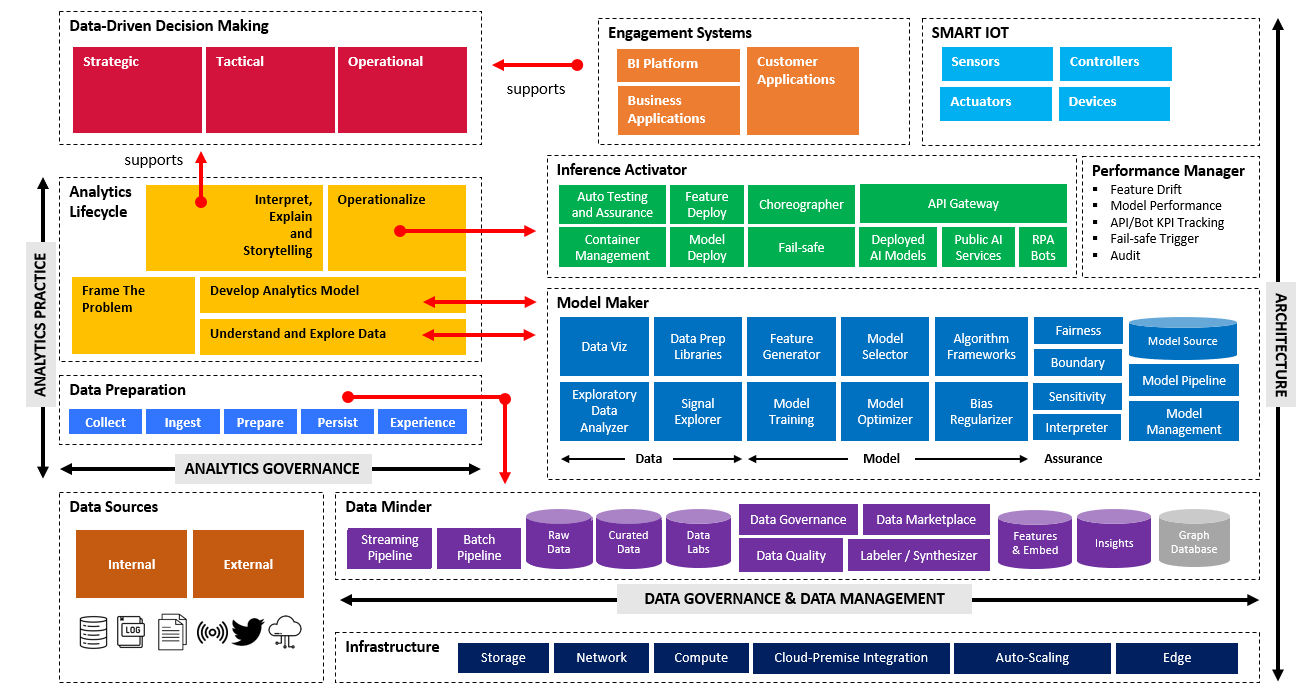 Data-Driven Decision Making
Strategic
Tactical
Operational
supports
Engagement Systems
BI Platform
Business
Applications
Customer
Applications
SMART IOT
Sensors
Controllers
Actuators
Devices
supports
ANALYTICS PRACTICE
Analytics
Lifecycle
Interpret,
Explain
and
Storytelling
Operationalize
Frame The
Problem
Develop Analytics Model
Understand and Explore Data
Inference Activator
Auto Testing
and Assurance
Feature
Deploy
Choreographer
API Gateway
Container
Management
Model
Deploy
Fail-safe
Deployed
AI Models
Public AI
Services
RPA
Bots
Performance Manager
▪ Feature Drift
▪ Model Performance
▪ API/Bot KPI Tracking
▪ Fail-safe Trigger
▪ Audit
ARCHITECTURE
Model Maker
Data Viz
Data Prep
Libraries
Feature
Generator
Model
Selector
Algorithm
Frameworks
Fairness
Boundary
Model Source
Exploratory
Data
Analyzer
Signal
Explorer
Model
Training
Model
Optimizer
Bias
Regularizer
Sensitivity
Interpreter
Model Pipeline
Model
Management
Data
Model
Assurance
Data Preparation
Collect
Ingest
Prepare
Persist
Experience
ANALYTICS GOVERNANCE
Data Sources
Internal
External
LOG
Data Minder
Streaming
Pipeline
Batch
Pipeline
Raw
Data
Curated
Data
Data
Labs
Data Governance
Data Marketplace
Data Quality
Labeler / Synthesizer
Features
& Embed
Insights
Graph
Database
DATA GOVERNANCE & DATA MANAGEMENT
Infrastructure
Storage
Network
Compute
Cloud-Premise Integration
Auto-Scaling
Edge